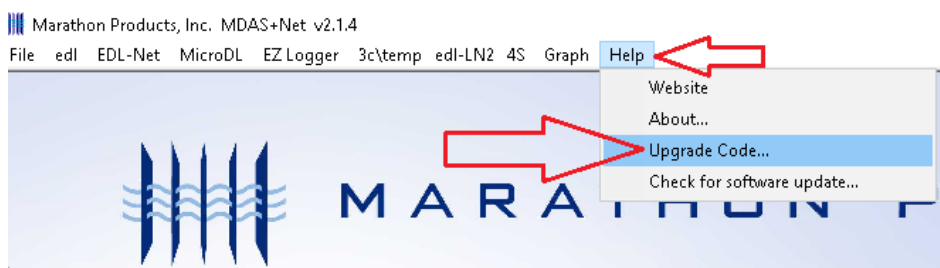 Marathon Products, Inc. MDAS+Net v2.1.4
File edl EDL-Net MicroDL EZ Logger 3c\temp edl-LN2 4S Graph Help
Website
About...
Upgrade Code...
Check for software update...
MARATHON P